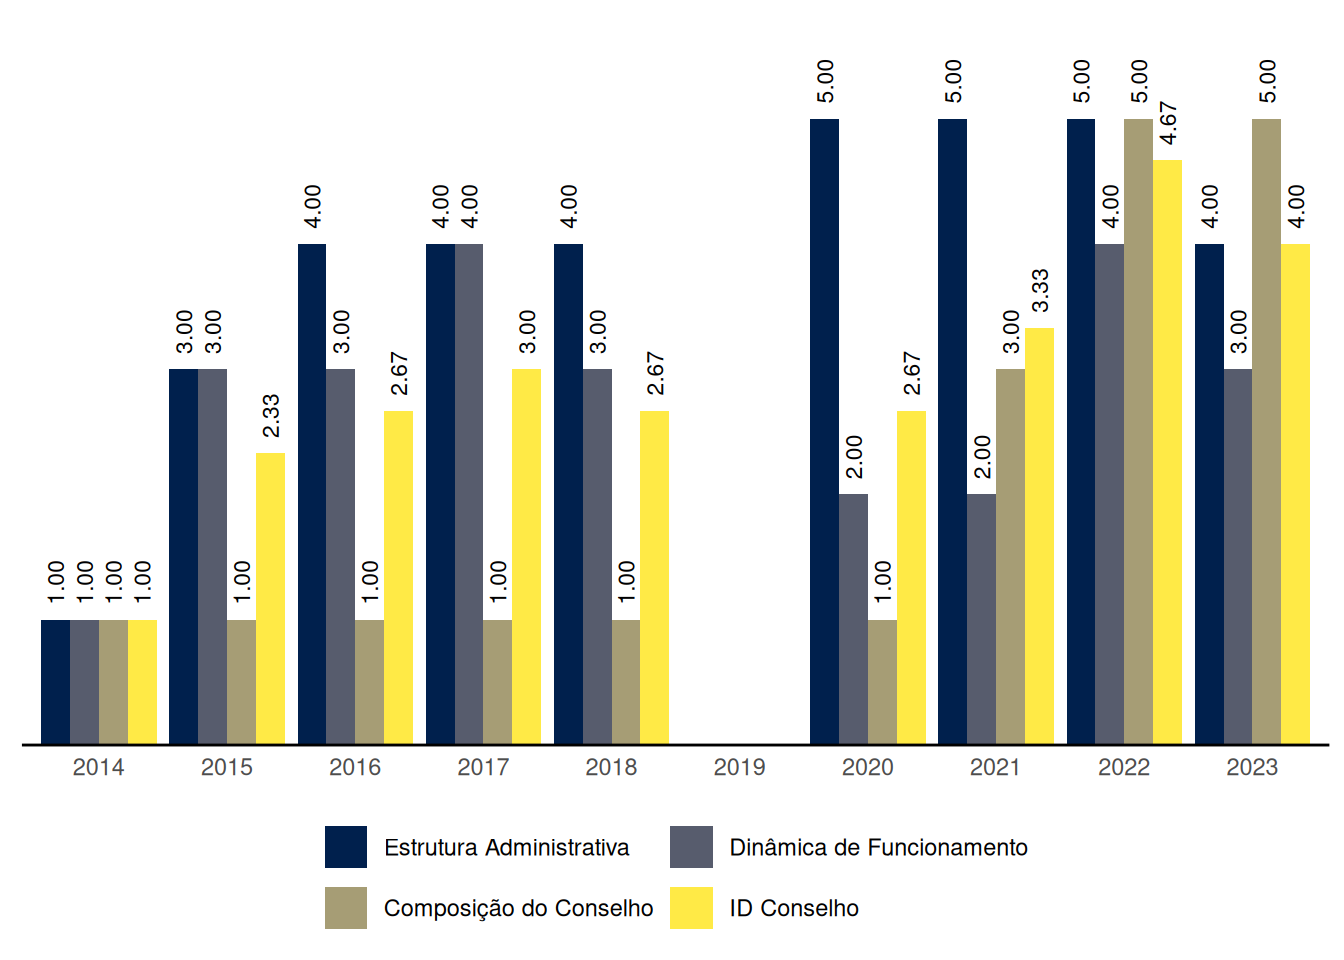 5.00 5.00 5.00 5.00 5.00
4.67
4.00 4.00 4.00 4.00 4.00 4.00 4.00
3.33
3.00 3.00 3.00 3.00 3.00 3.00 3.00
2.67 2.67 2.67
2.33
2.00 2.00
1.00 1.00 1.00 1.00 1.00 1.00 1.00 1.00 1.00
2014 2015 2016 2017 2018 2019 2020 2021 2022 2023
Estrutura Administrativa Dinâmica de Funcionamento
Composição do Conselho ID Conselho